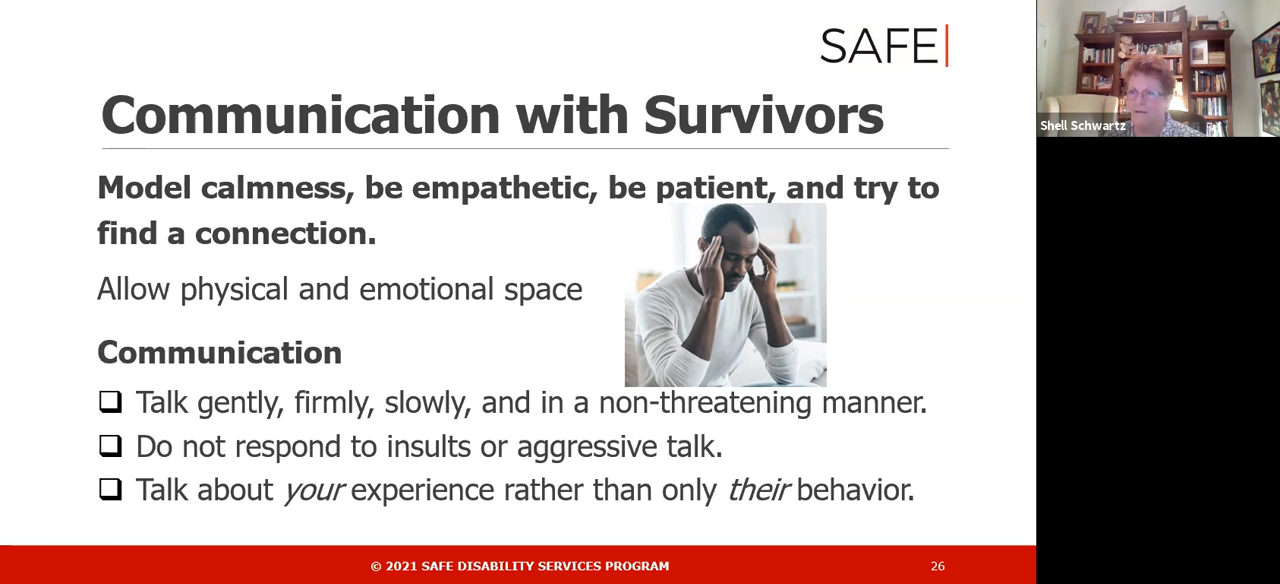 SAFE
Communication with Survivors
Model calmness, be empathetic, be patient, and try to
find a connection.
Allow physical and emotional space
Communication
Talk gently, firmly, slowly, and in a non-threatening manner.
Do not respond to insults or aggressive talk.
Talk about your experience rather than only their behavior.
© 2021 SAFE DISABILITY SERVICES PROGRAM
26
Shell Schwartz